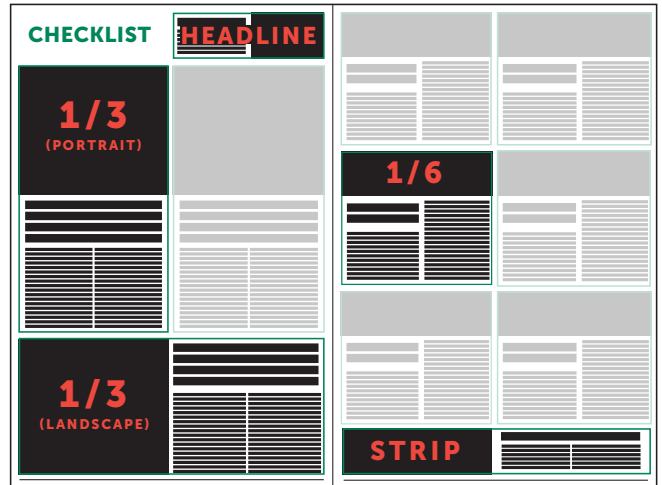 CHECKLIST
HEADLINE
1/3
(PORTRAIT)
1/3
(LANDSCAPE)
1/6
STRIP